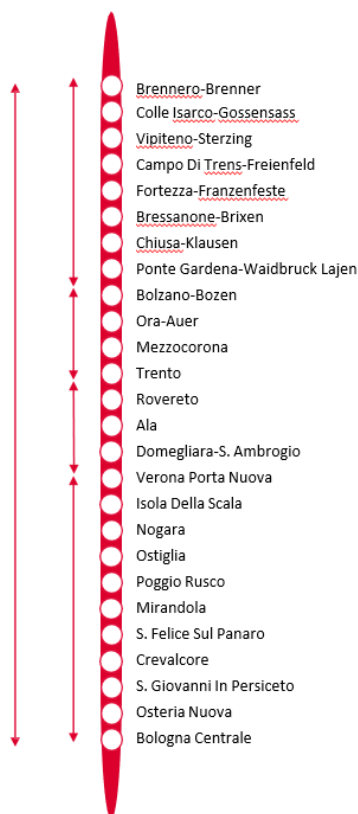 Brennero-Brenner
Colle Isarco-Gossensass
Vipiteno-Sterzing
Campo Di Trens-Freienfeld
Fortezza-Franzenfeste
Bressanone-Brixen
Chiusa-Klausen
Ponte Gardena-Waidbruck Lajen
Bolzano-Bozen
Ora-Auer
Mezzocorona
Trento
Rovereto
Ala
Domegliara-S. Ambrogio
Verona Porta Nuova
Isola Della Scala
Nogara
Ostiglia
Poggio Rusco
Mirandola
S. Felice Sul Panaro
Crevalcore
S. Giovanni In Persiceto
Osteria Nuova
Bologna Centrale